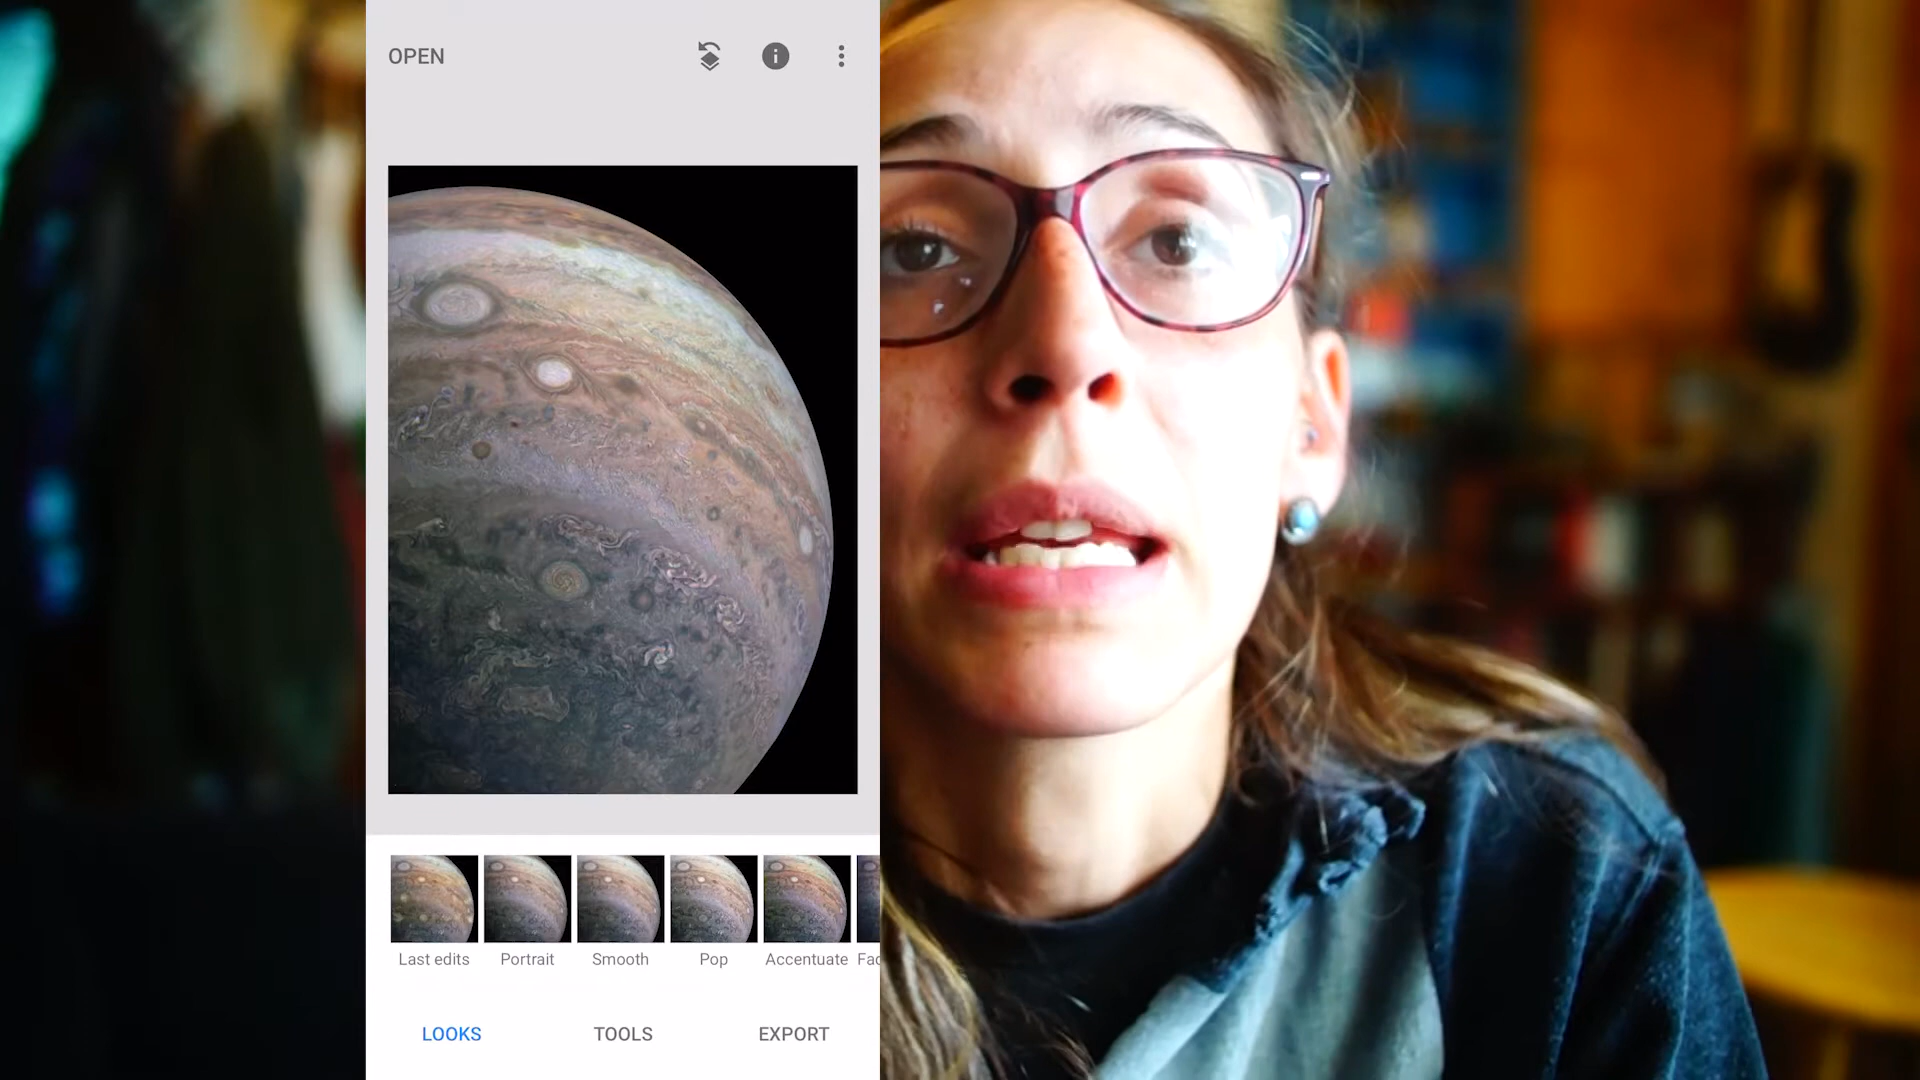 OPEN
Last edits Portrait Smooth Pop Accentuate
LOOKS TOOLS EXPORT